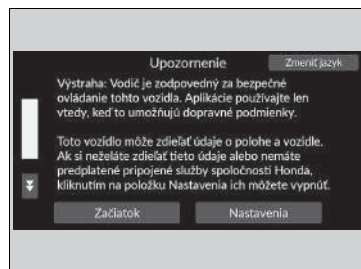 Upozornenie
Zmeniť jazyk
Výstraha: Vodič je zodpovedný za bezpečné
ovládanie tohto vozidla. Aplikácie používajte len
vtedy, keď to umožňujú dopravné podmienky.
Toto vozidlo môže zdieľať údaje o polohe a vozidle.
Ak si neželáte zdieľať tieto údaje alebo nemáte
predplatené pripojené služby spoločnosti Honda,
kliknutím na položku Nastavenia ich môžete vypnúť.
Začiatok
Nastavenia